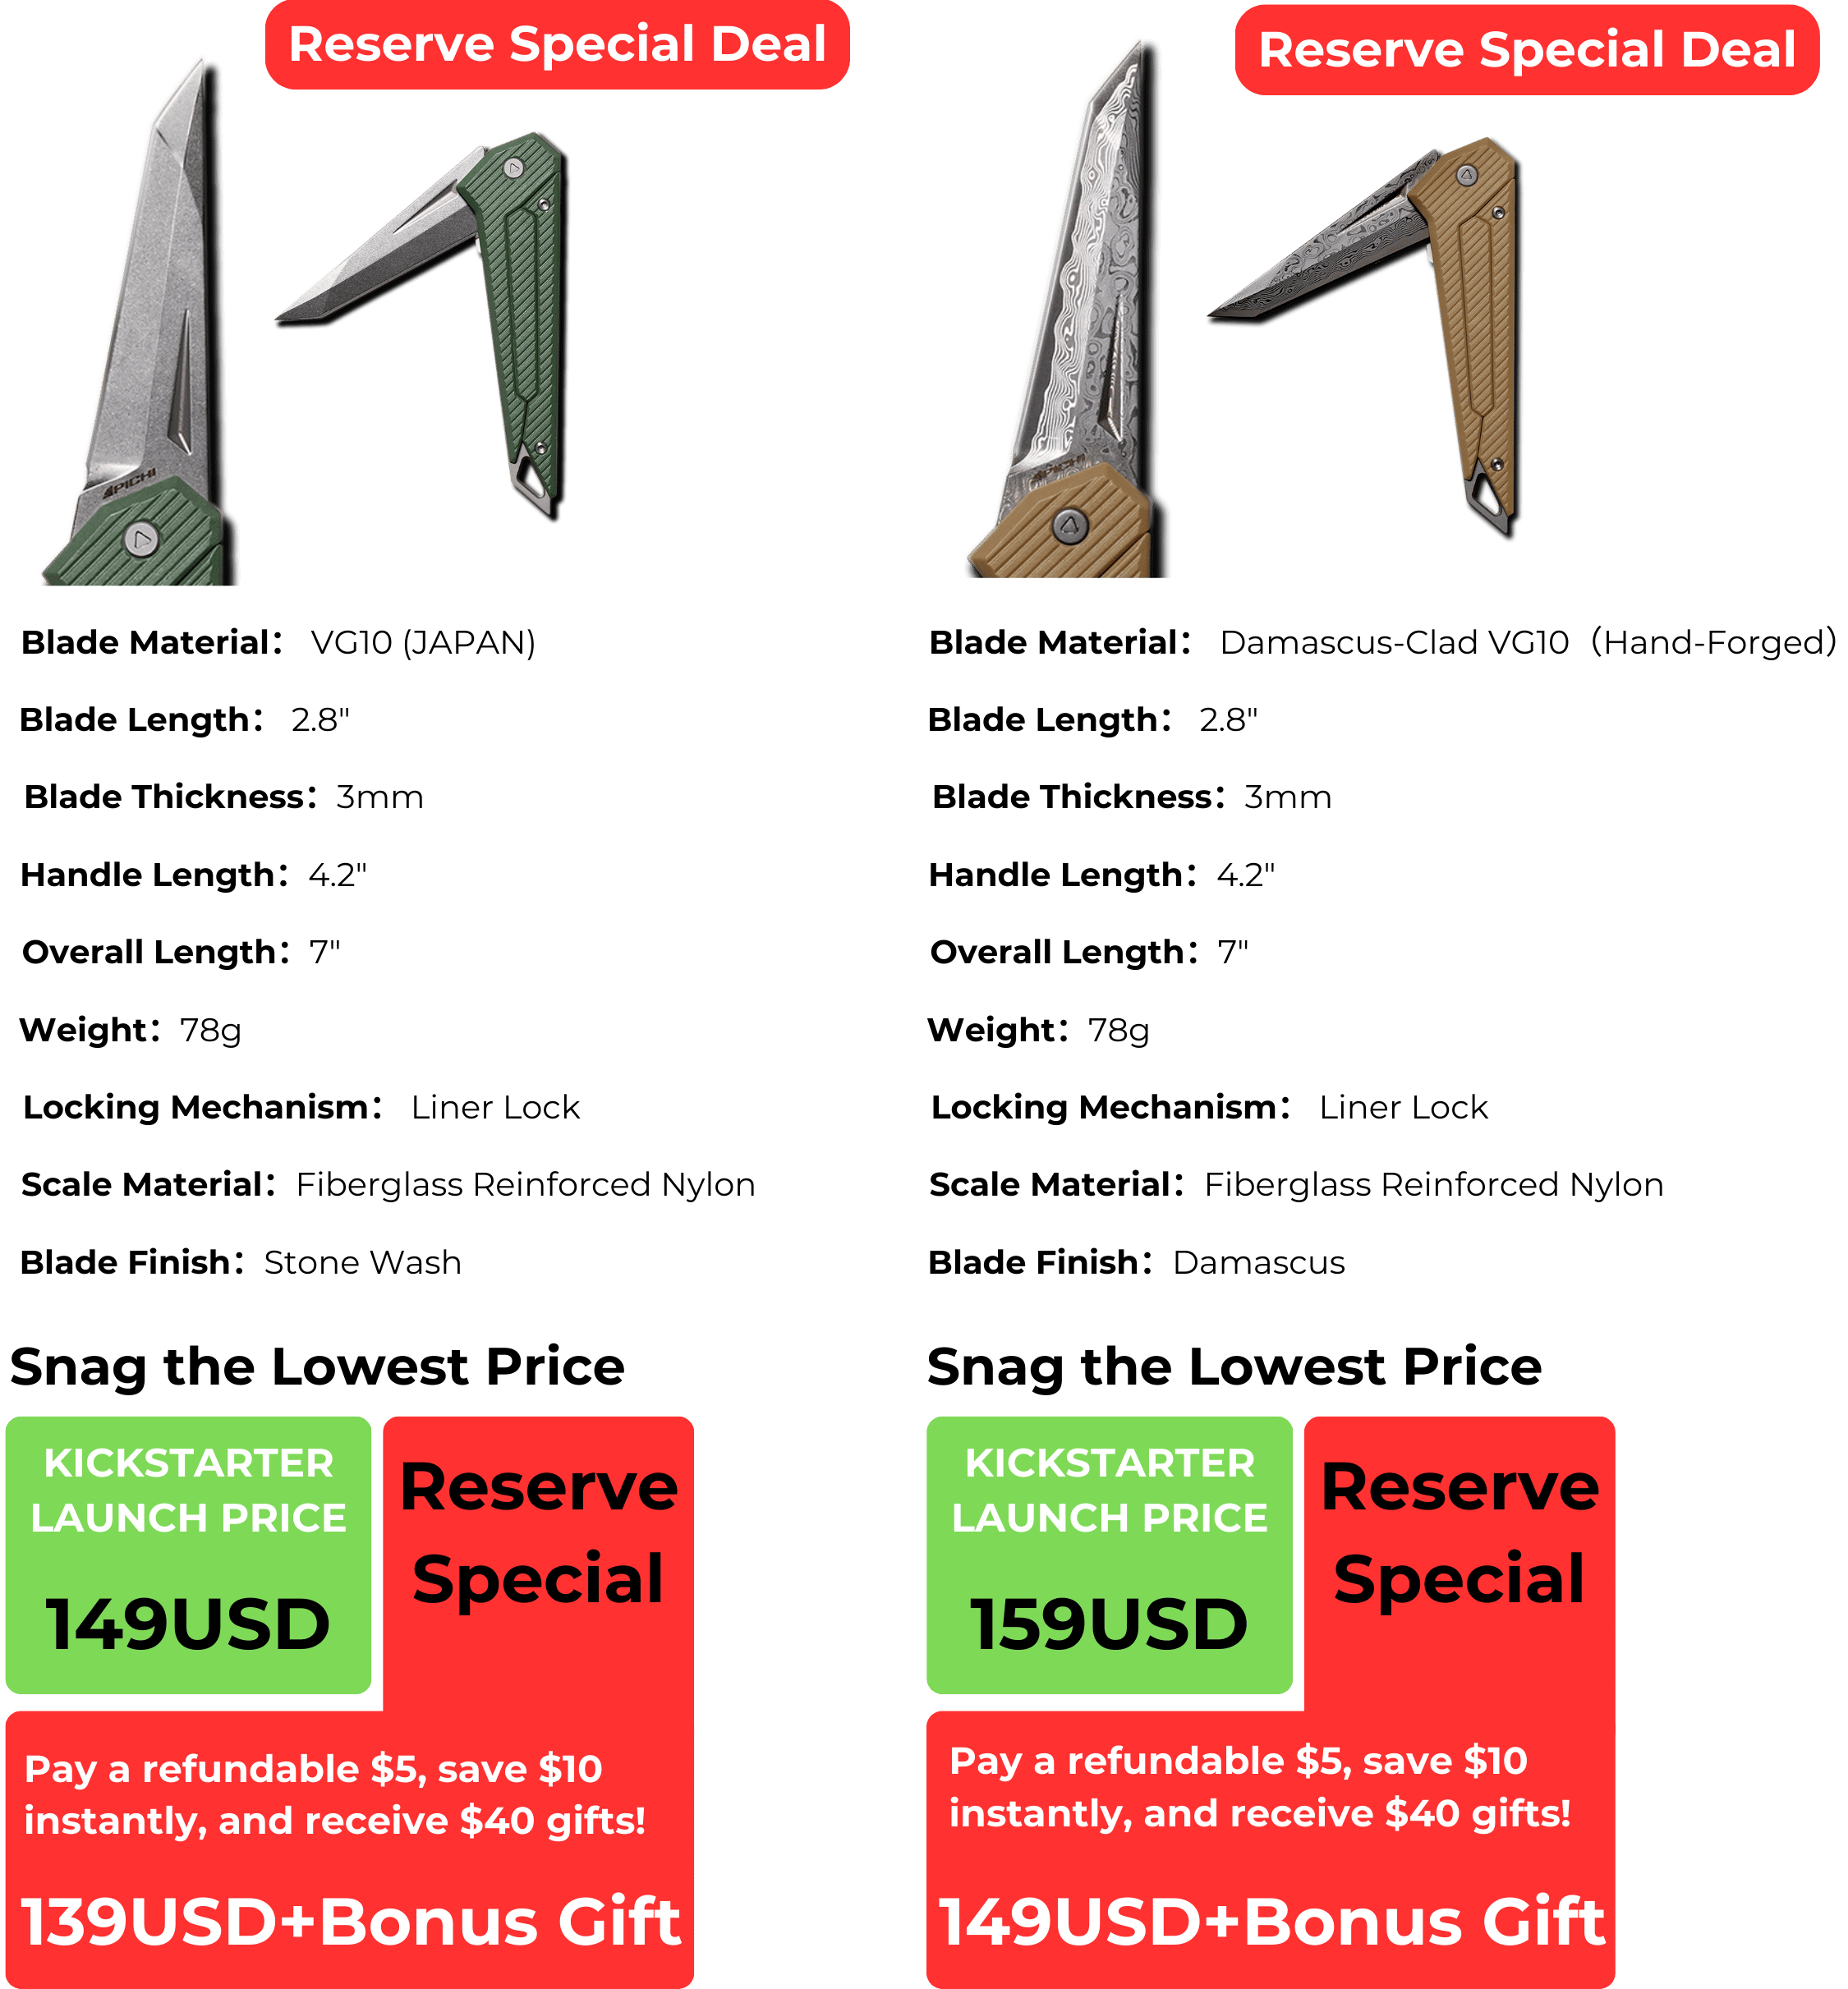 Reserve Special Deal
APICHI
Blade Material： VG10 (JAPAN)
Blade Length： 2.8"
Blade Thickness：3mm
Handle Length：4.2"
Overall Length：7"
Weight：78g
Locking Mechanism： Liner Lock
Scale Material：Fiberglass Reinforced Nylon
Blade Finish：Stone Wash
Snag the Lowest Price
KICKSTARTER
LAUNCH PRICE
149USD
Reserve
Special
Pay a refundable $5, save $10
instantly, and receive $40 gifts!
139USD+Bonus Gift
Reserve Special Deal
APICHI
Blade Material： Damascus-Clad VG10（Hand-Forged）
Blade Length： 2.8"
Blade Thickness：3mm
Handle Length：4.2"
Overall Length：7"
Weight：78g
Locking Mechanism： Liner Lock
Scale Material：Fiberglass Reinforced Nylon
Blade Finish：Damascus
Snag the Lowest Price
KICKSTARTER
LAUNCH PRICE
159USD
Reserve
Special
Pay a refundable $5, save $10
instantly, and receive $40 gifts!
149USD+Bonus Gift